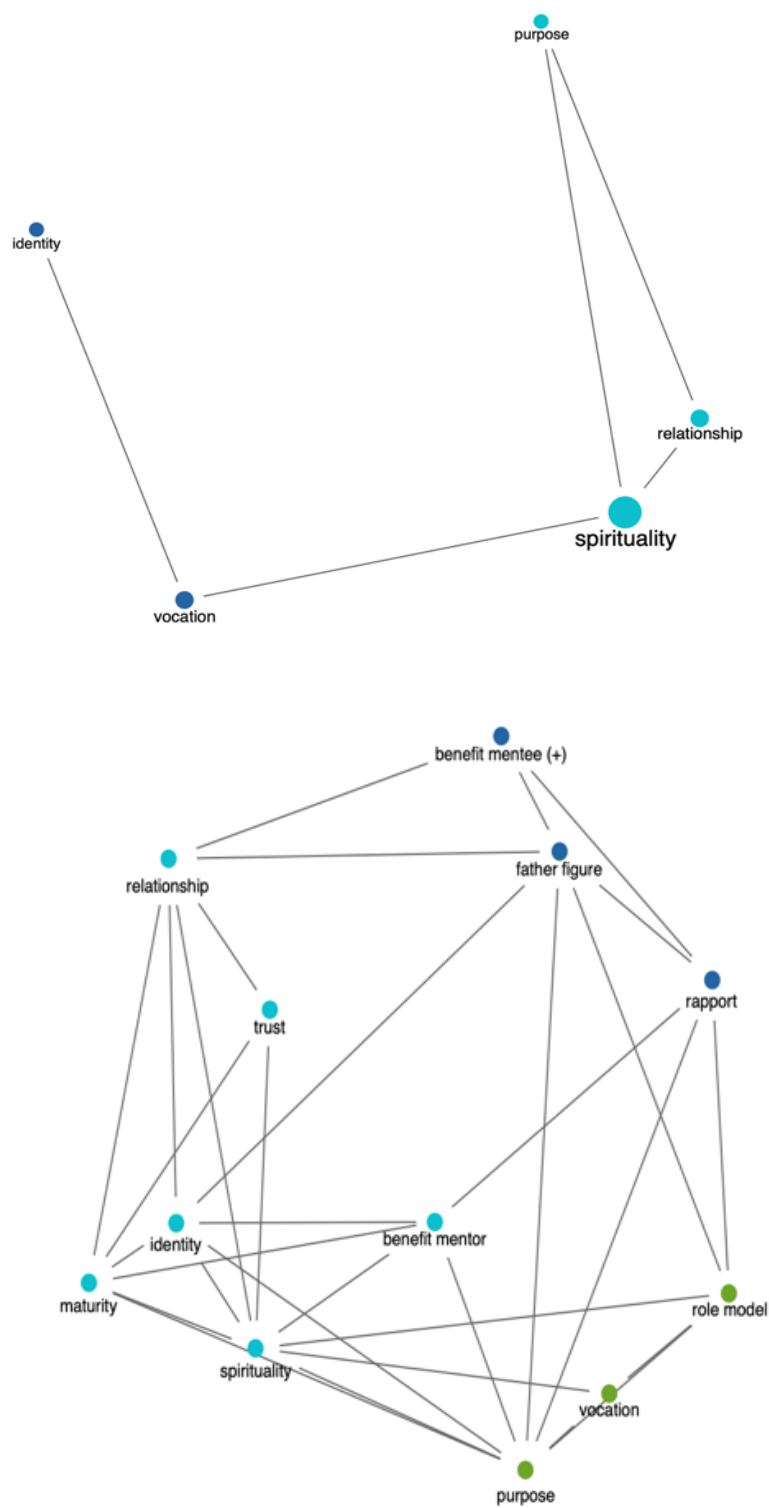 purpose
identity
relationship
spirituality
vocation
benefit mentee (+)
father figure
relationship
rapport
trust
identity
benefit mentor
maturity
role model
spirituality
vocation
purpose